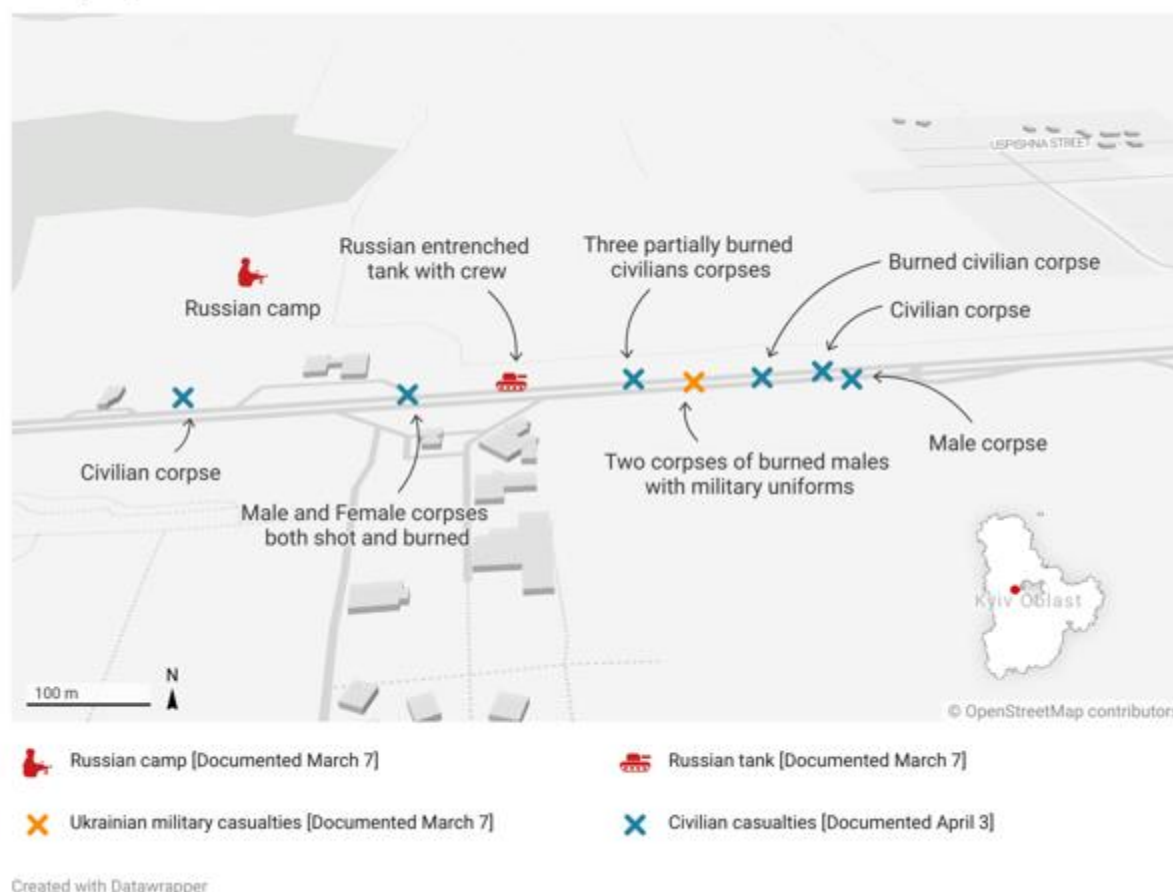 USPISHNA STREET
Russian entrenched
tank with crew
Three partially burned
civilians corpses
Burned civilian corpse
Russian camp
Civilian corpse
Civilian corpse
Male corpse
Two corpses of burned males
with military uniforms
Male and Female corpses
both shot and burned
Kyiv Oblast
100 m
N
© OpenStreetMap contributors
Russian camp [Documented March 7]
Russian tank [Documented March 7]
Ukrainian military casualties [Documented March 7]
Civilian casualties [Documented April 3]
Created with Datawrapper